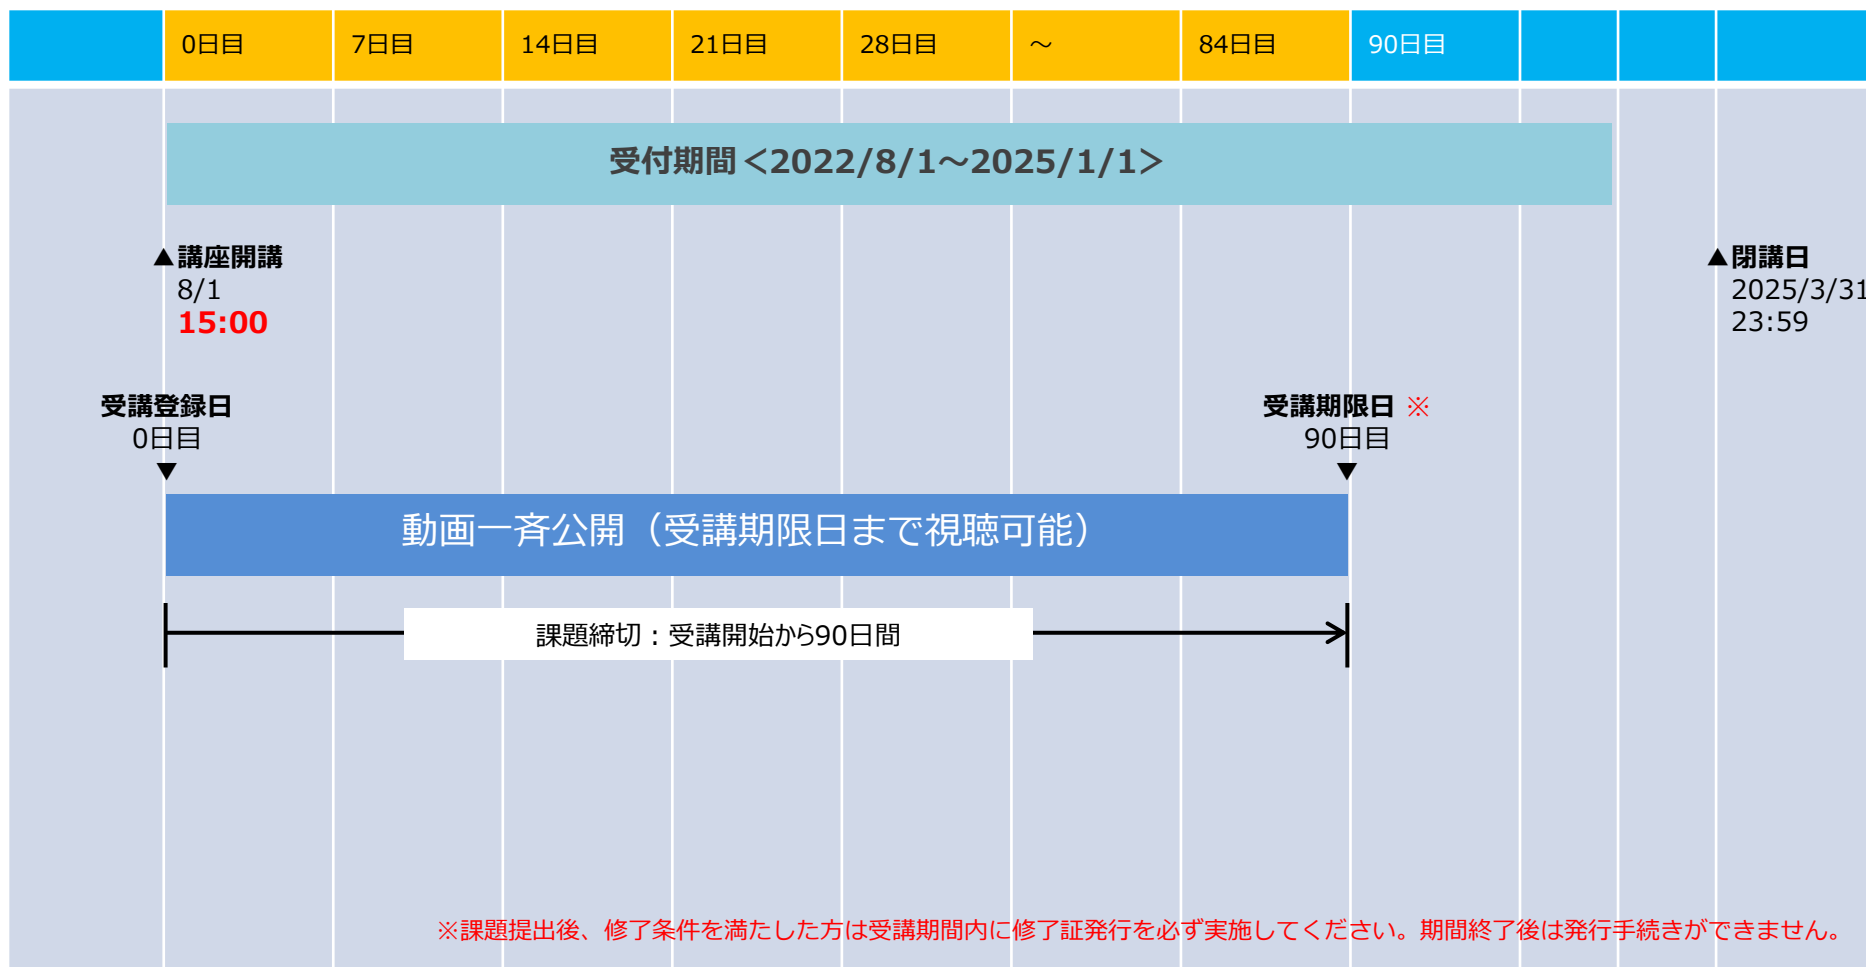 0日目 7日目 14日目 21日目 28日目 ～ 84日目 90日目
受付期間＜2022/8/1～2025/1/1＞
▲講座開講
8/1
15:00
▲閉講日
2025/3/31
23:59
受講登録日
0日目
▼
受講期限日 ※
90日目
▼
動画一斉公開（受講期限日まで視聴可能）
課題締切：受講開始から90日間
※課題提出後、修了条件を満たした方は受講期間内に修了証発行を必ず実施してください。期間終了後は発行手続きができません。